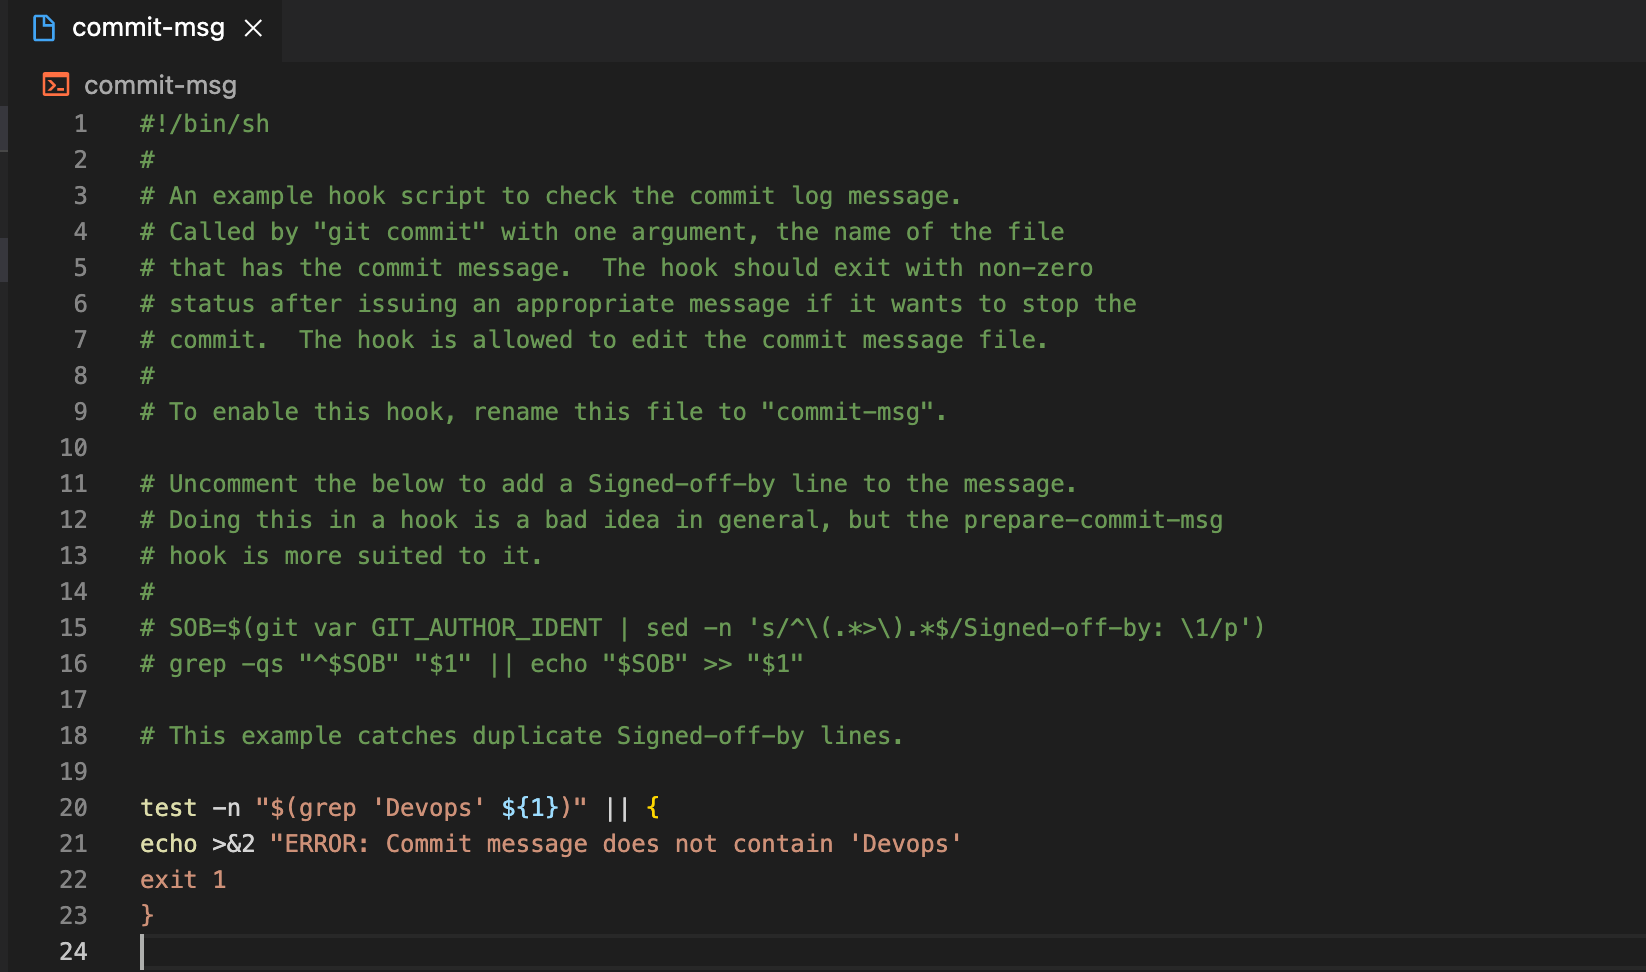 commit-msg
commit-msg
1 #!/bin/sh
2 #
3 # An example hook script to check the commit log message.
4 # Called by "git commit" with one argument, the name of the file
5 # that has the commit message.  The hook should exit with non-zero
6 # status after issuing an appropriate message if it wants to stop the
7 # commit.  The hook is allowed to edit the commit message file.
8 #
9 # To enable this hook, rename this file to "commit-msg".
10
11 # Uncomment the below to add a Signed-off-by line to the message.
12 # Doing this in a hook is a bad idea in general, but the prepare-commit-msg
13 # hook is more suited to it.
14 #
15 # SOB=$(git var GIT_AUTHOR_IDENT | sed -n 's/^\(.*>\).*$/Signed-off-by: \1/p')
16 # grep -qs "^$SOB" "$1" || echo "$SOB" >> "$1"
17
18 # This example catches duplicate Signed-off-by lines.
19
20 test -n "$(grep 'Devops' ${1})" || {
21 echo >&2 "ERROR: Commit message does not contain 'Devops'
22 exit 1
23 }
24